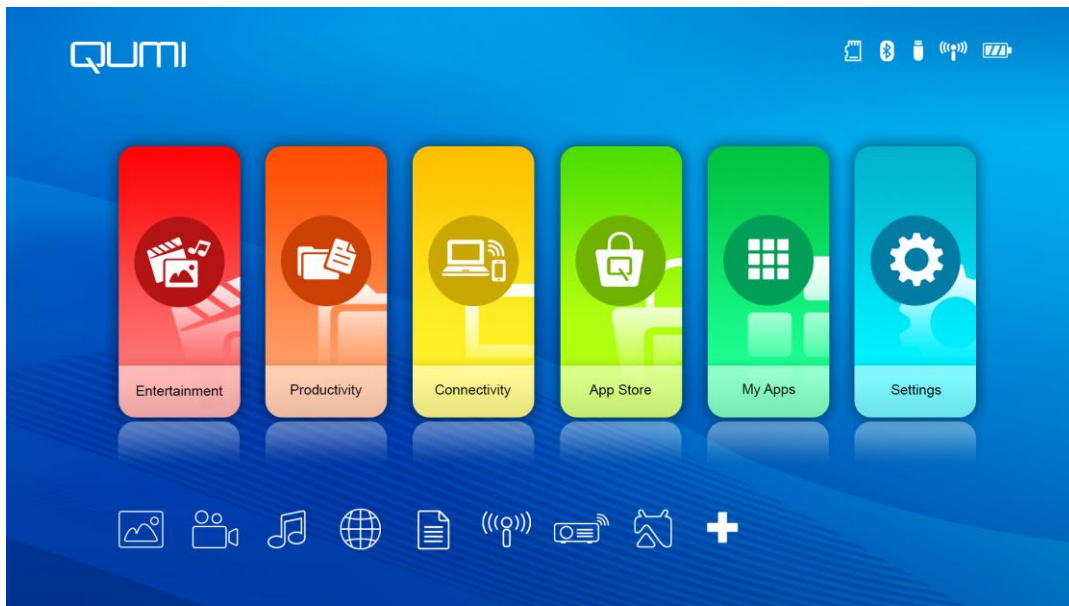 QUMI
Entertainment
Productivity
Connectivity
App Store
My Apps
Settings